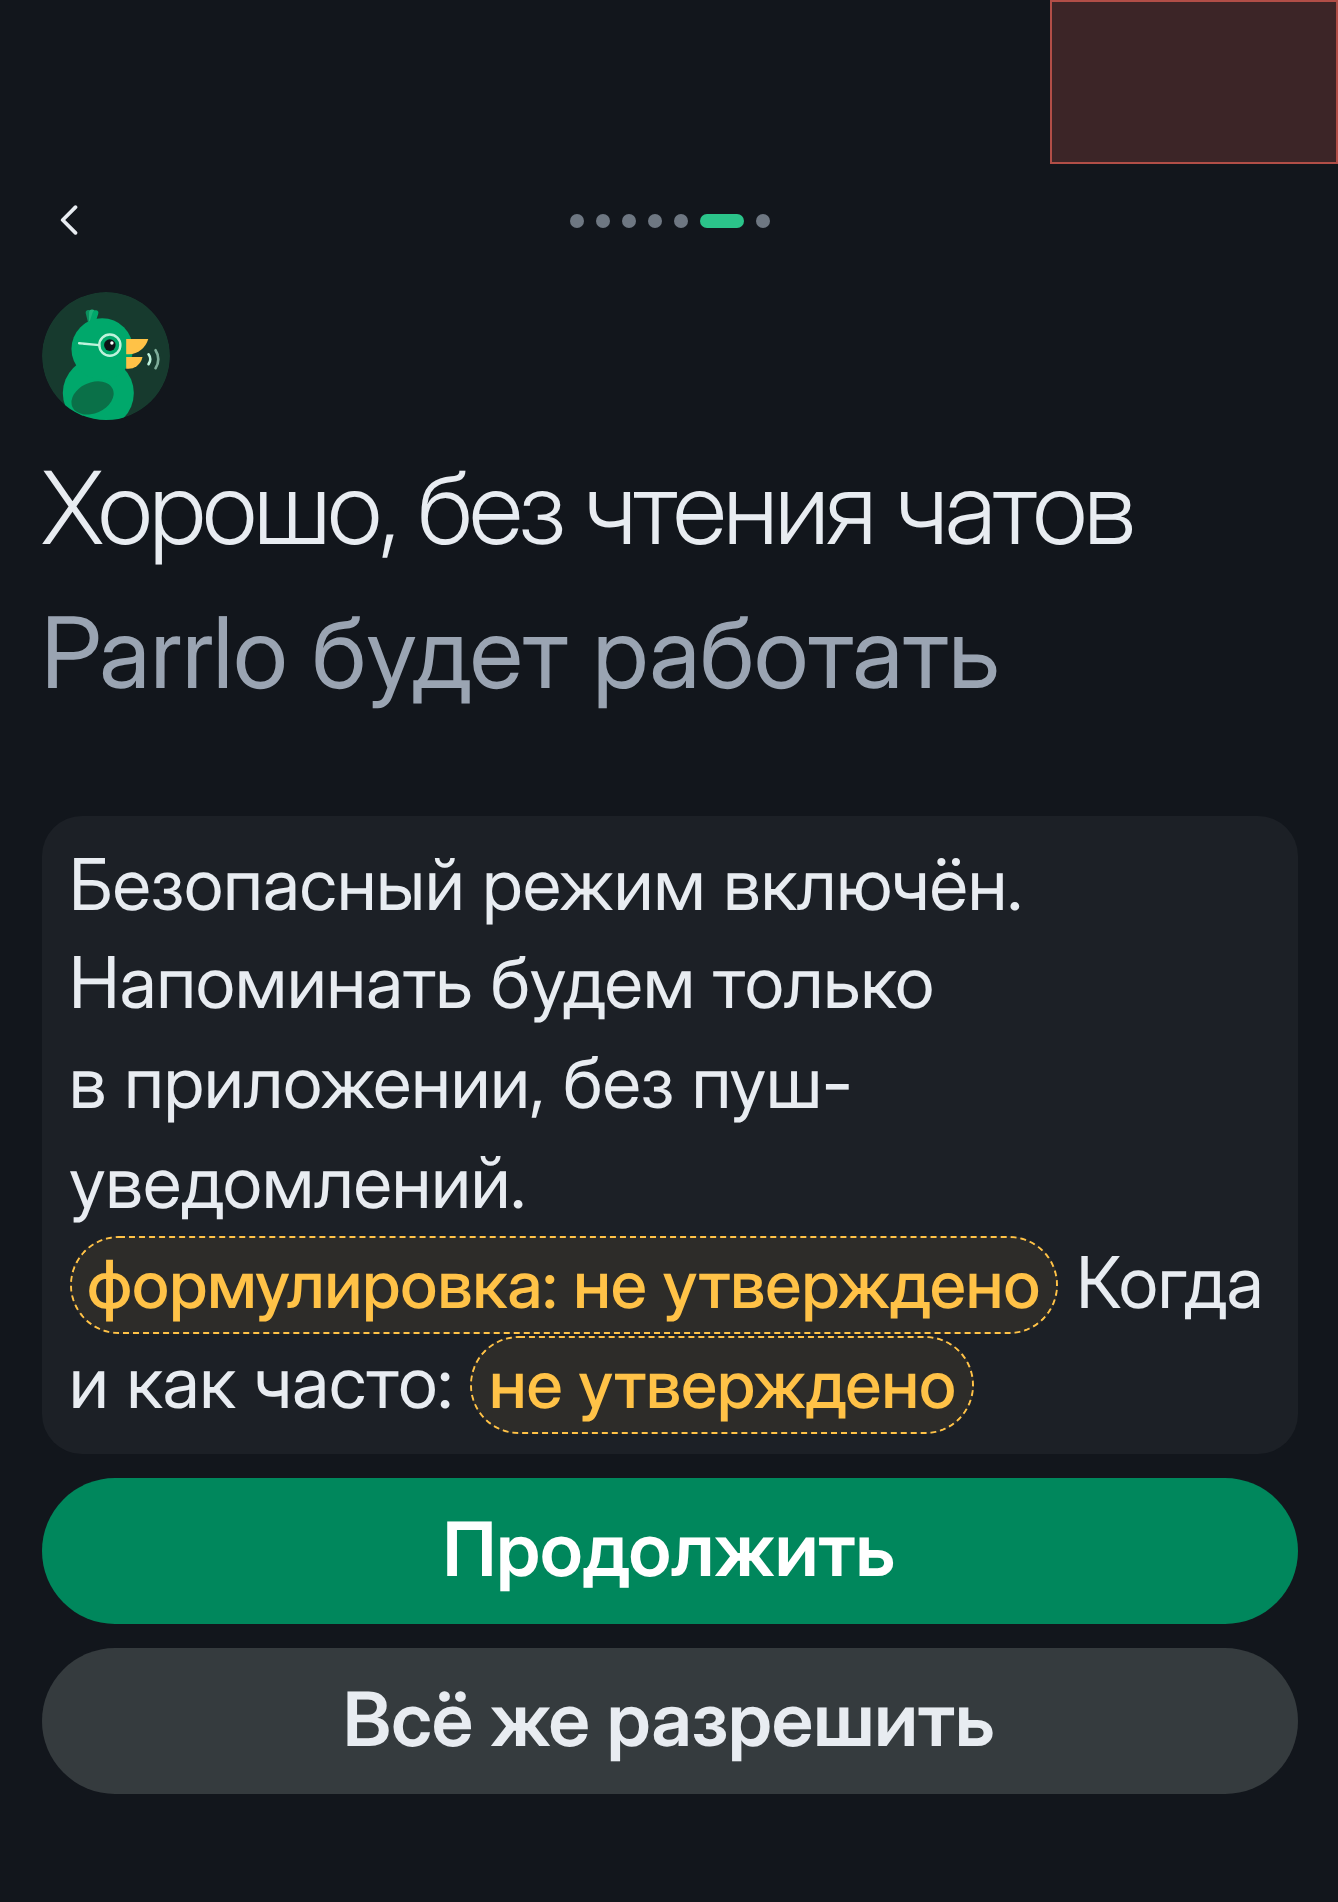 Хорошо, без чтения чатов
Parrlo будет работать
Безопасный режим включён.
Напоминать будем только
в приложении, без пуш-
уведомлений.
формулировка: не утверждено Когда
и как часто: не утверждено
Продолжить
Всё же разрешить